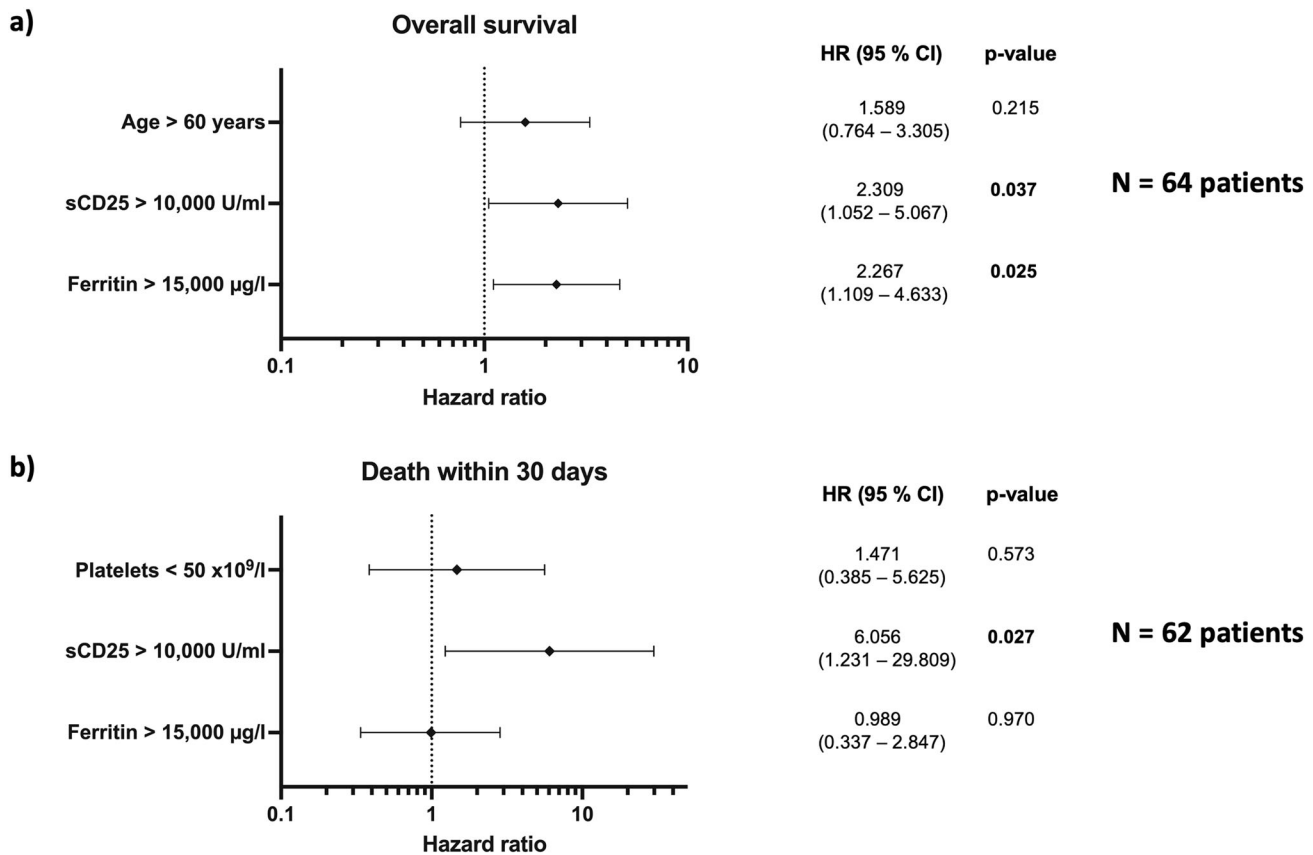 a)
Overall survival
HR (95 % CI) p-value
Age > 60 years 1.589 0.215
(0.764 – 3.305)
sCD25 > 10,000 U/ml 2.309 0.037
(1.052 – 5.067)
N = 64 patients
Ferritin > 15,000 µg/l 2.267 0.025
(1.109 – 4.633)
0.1 1 10
Hazard ratio
b)
Death within 30 days
HR (95 % CI) p-value
Platelets < 50 x10⁹/l 1.471 0.573
(0.385 – 5.625)
sCD25 > 10,000 U/ml 6.056 0.027
(1.231 – 29.809)
N = 62 patients
Ferritin > 15,000 µg/l 0.989 0.970
(0.337 – 2.847)
0.1 1 10
Hazard ratio